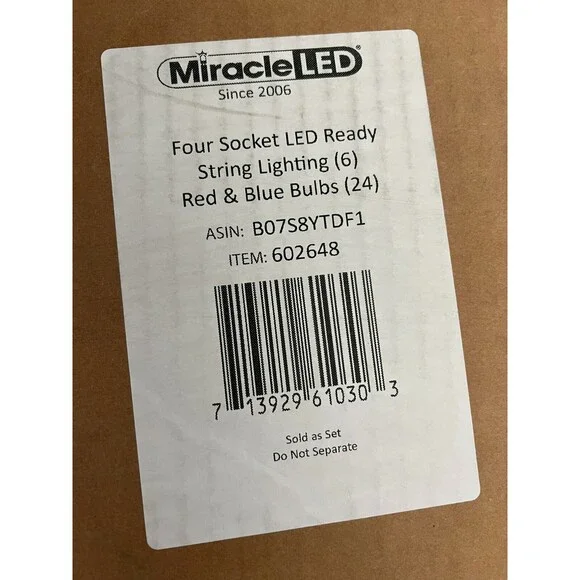 MiracleLED®
Since 2006
Four Socket LED Ready
String Lighting (6)
Red & Blue Bulbs (24)
ASIN: B07S8YTDF1
ITEM: 602648
7 13929 61030 3
Sold as Set
Do Not Separate